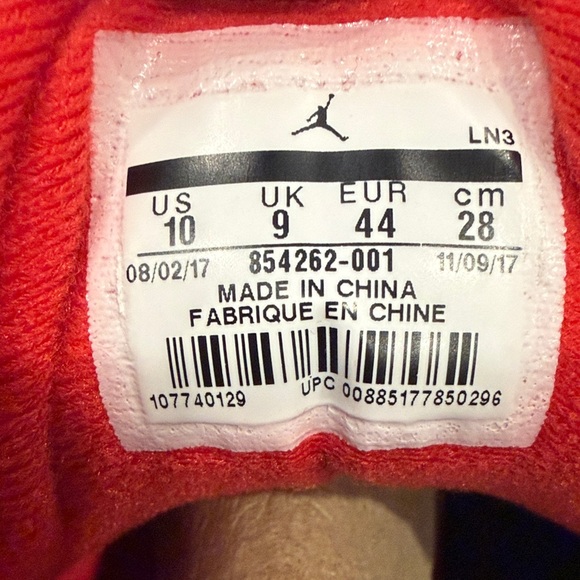 LN3
US UK EUR cm
10 9 44 28
08/02/17 854262-001 11/09/17
MADE IN CHINA
FABRIQUE EN CHINE
107740129 UPC 00885177850296